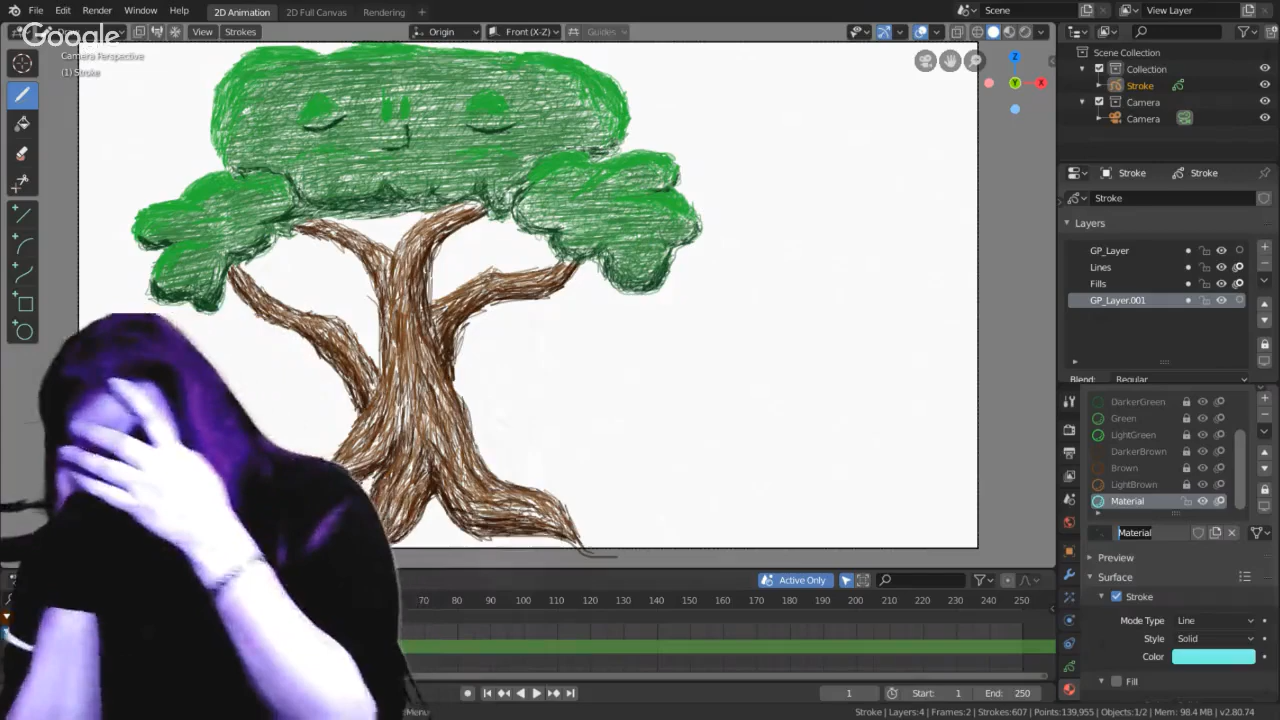 File Edit Render Window Help 2D Animation 2D Full Canvas Rendering + Scene View Layer
Google
View Strokes Origin Front (X-Z) Guides
Camera Perspective
(1) Stroke
Z
Y
X
Scene Collection
Collection
Stroke
Camera
Camera
Stroke Stroke
Stroke
Layers
GP_Layer
Lines
Fills
GP_Layer.001
Blend: Regular
DarkerGreen
Green
LightGreen
DarkerBrown
Brown
LightBrown
Material
Material
Preview
Surface
Stroke
Mode Type Line
Style Solid
Color
Fill
Active Only
70 80 90 100 110 120 130 140 150 160 170 180 190 200 210 220 230 240 250
1 Start: 1 End: 250
Menu
Stroke | Layers:4 | Frames:2 | Strokes:607 | Points:139,955 | Objects:1/2 | Mem: 98.4 MB | v2.80.74